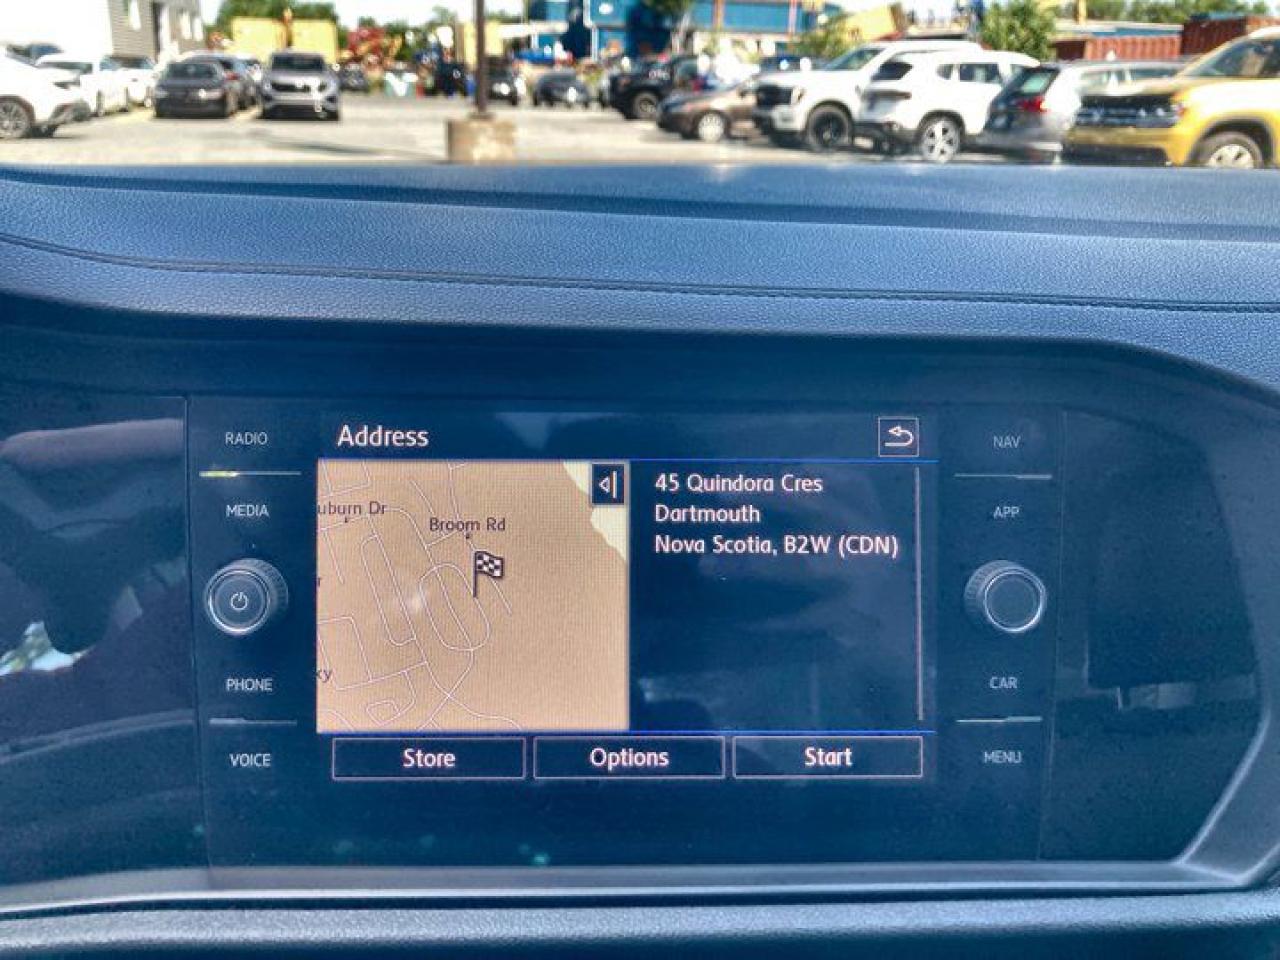 RADIO
Address
NAV
MEDIA
uburn Dr
Broom Rd
45 Quindora Cres
Dartmouth
Nova Scotia, B2W (CDN)
APP
PHONE
ky
CAR
VOICE
Store
Options
Start
MENU